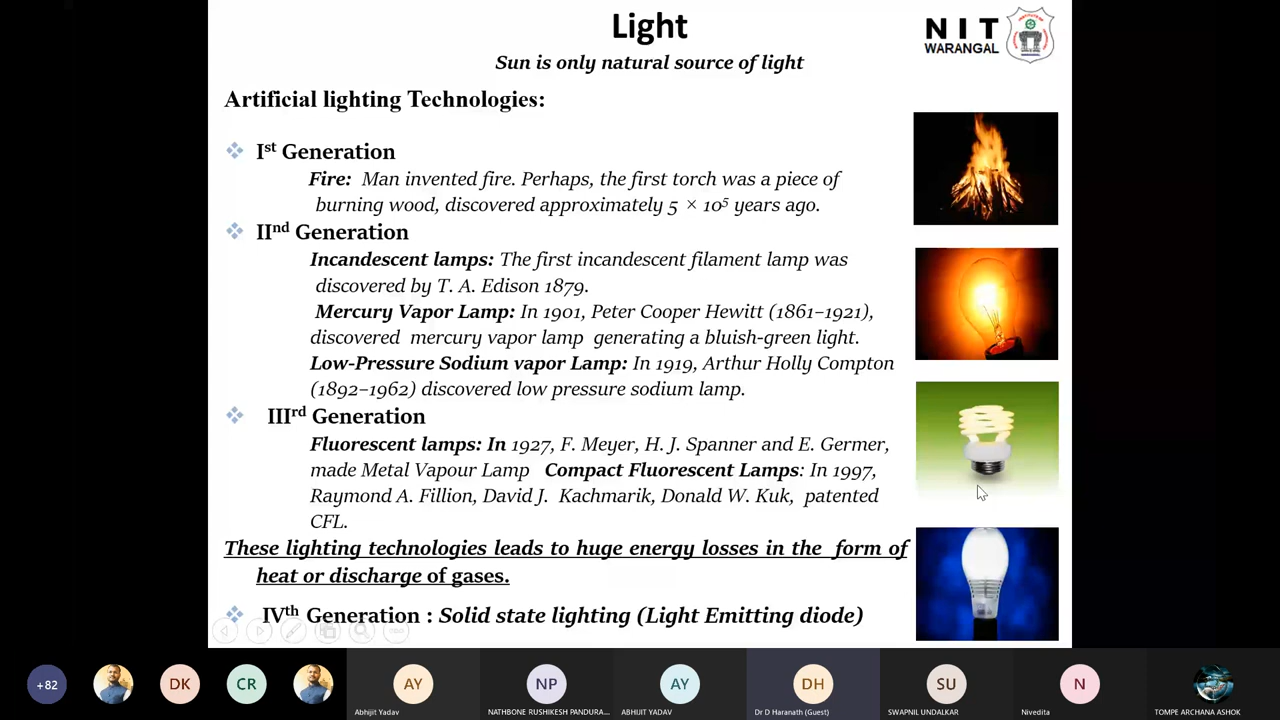 Light
NIT
WARANGAL
Sun is only natural source of light
Artificial lighting Technologies:
Ist Generation
Fire: Man invented fire. Perhaps, the first torch was a piece of
burning wood, discovered approximately 5 × 10⁵ years ago.
IInd Generation
Incandescent lamps: The first incandescent filament lamp was
discovered by T. A. Edison 1879.
Mercury Vapor Lamp: In 1901, Peter Cooper Hewitt (1861–1921),
discovered mercury vapor lamp generating a bluish-green light.
Low-Pressure Sodium vapor Lamp: In 1919, Arthur Holly Compton
(1892–1962) discovered low pressure sodium lamp.
IIIrd Generation
Fluorescent lamps: In 1927, F. Meyer, H. J. Spanner and E. Germer,
made Metal Vapour Lamp Compact Fluorescent Lamps: In 1997,
Raymond A. Fillion, David J. Kachmarik, Donald W. Kuk, patented
CFL.
These lighting technologies leads to huge energy losses in the form of
heat or discharge of gases.
IVth Generation : Solid state lighting (Light Emitting diode)
+82
DK
CR
AY
Abhijit Yadav
NP
NATHBONE RUSHIKESH PANDURA...
AY
ABHIJIT YADAV
DH
Dr D Haranath (Guest)
SU
SWAPNIL UNDALKAR
N
Nivedita
TOMPE ARCHANA ASHOK